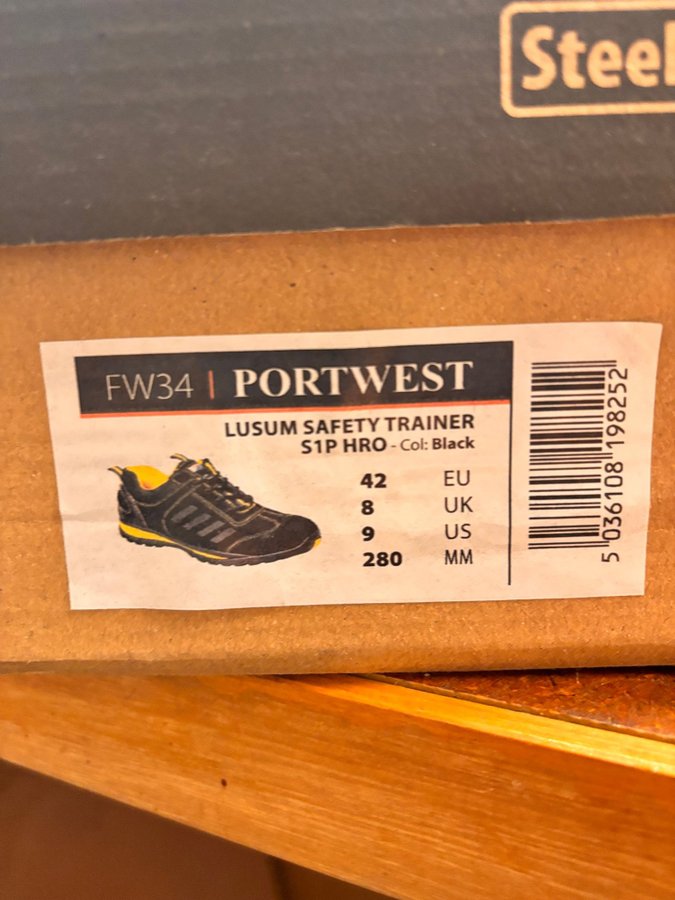 Steel
FW34 | PORTWEST
LUSUM SAFETY TRAINER
S1P HRO - Col: Black
42 EU
8 UK
9 US
280 MM
5 036108 198252